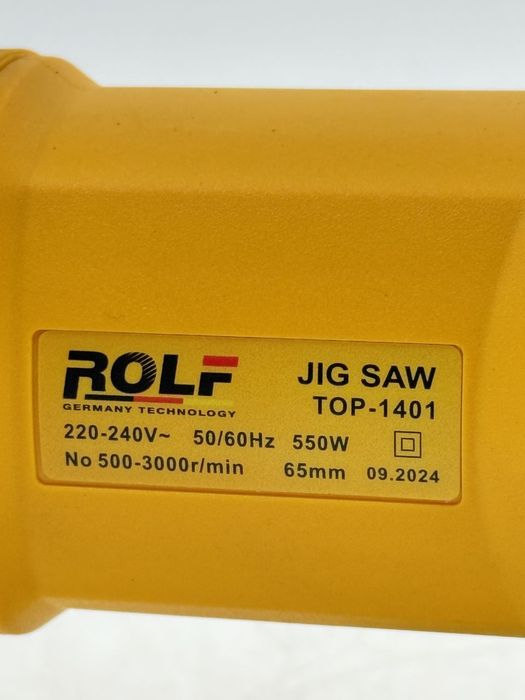 ROLF
GERMANY TECHNOLOGY
JIG SAW
TOP-1401
220-240V~ 50/60Hz 550W
No 500-3000r/min 65mm 09.2024